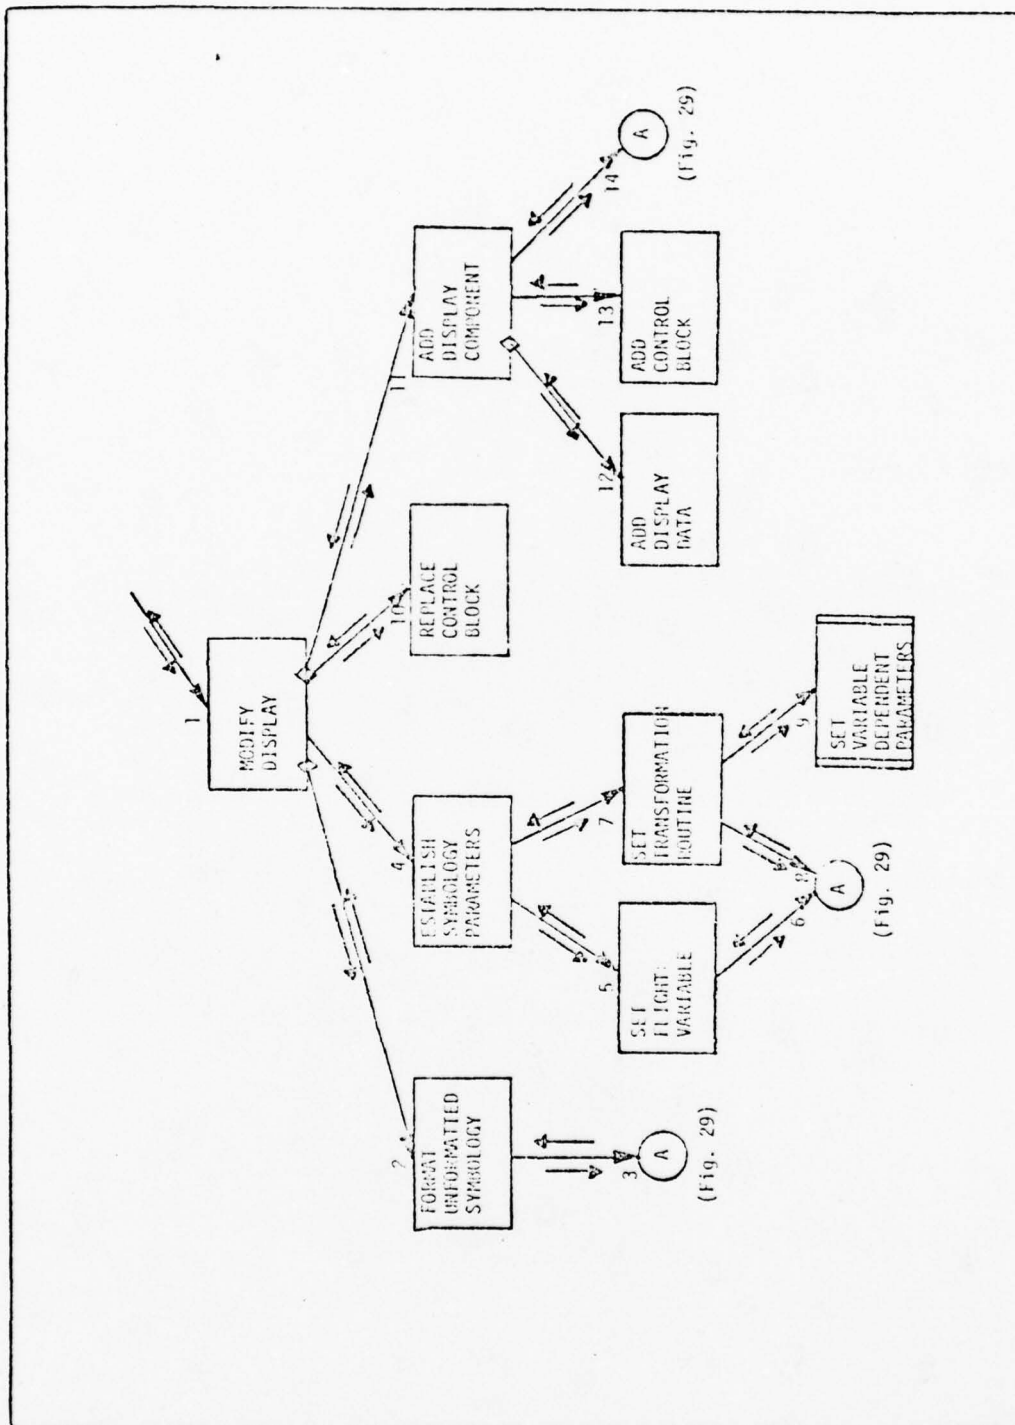 1
MODIFY
DISPLAY
2
FORMAT
UNFORMATTED
SYMBOLOGY
3
A
(Fig. 29)
4
ESTABLISH
SYMBOLOGY
PARAMETERS
5
SET
FLIGHT
VARIABLE
6
7
SET
TRANSFORMATION
ROUTINE
8
A
(Fig. 29)
9
SET
VARIABLE
DEPENDENT
PARAMETERS
10
REPLACE
CONTROL
BLOCK
11
ADD
DISPLAY
COMPONENT
12
ADD
DISPLAY
DATA
13
ADD
CONTROL
BLOCK
14
A
(Fig. 29)